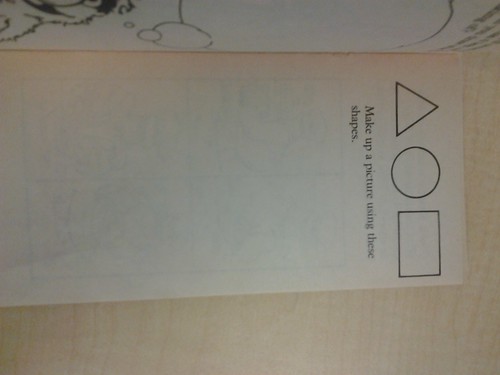 Make up a picture using these
shapes.